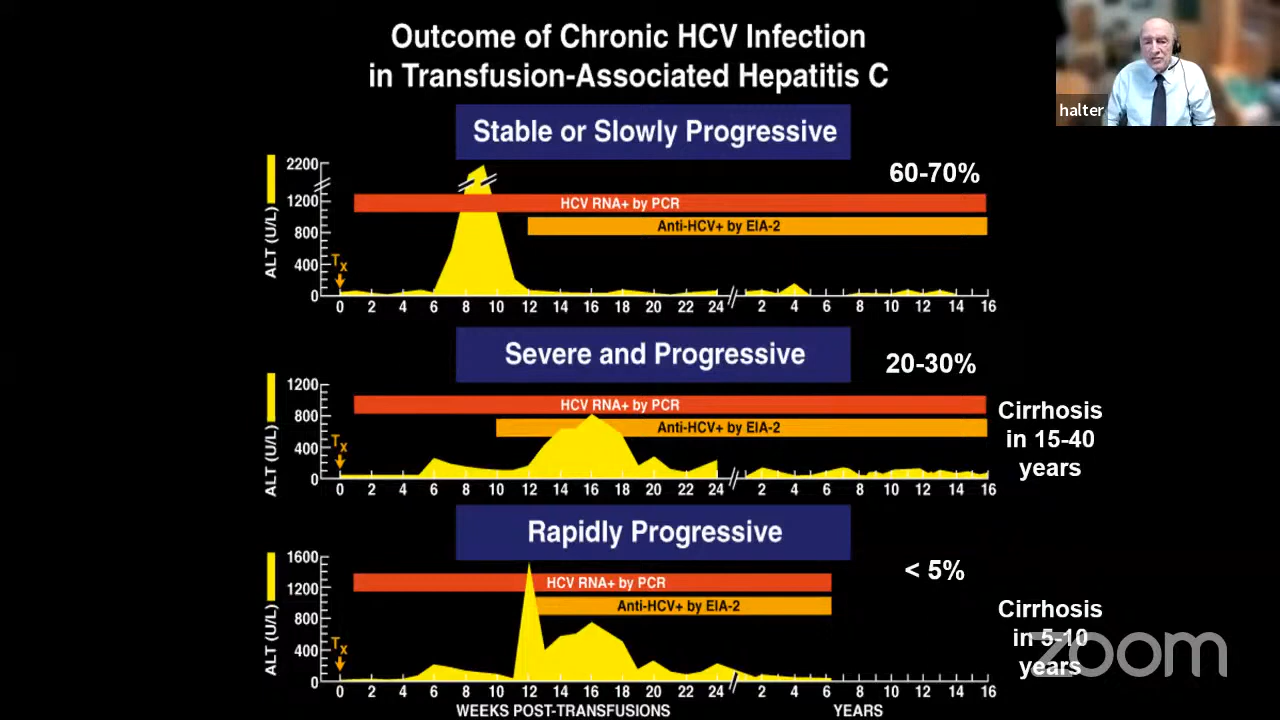 Outcome of Chronic HCV Infection
in Transfusion-Associated Hepatitis C
halter
Stable or Slowly Progressive
60-70%
ALT (U/L)
2200
1200
800
400
0
HCV RNA+ by PCR
Anti-HCV+ by EIA-2
Tx
0 2 4 6 8 10 12 14 16 18 20 22 24 2 4 6 8 10 12 14 16
Severe and Progressive
20-30%
ALT (U/L)
1200
800
400
0
HCV RNA+ by PCR
Anti-HCV+ by EIA-2
Tx
Cirrhosis
in 15-40
years
0 2 4 6 8 10 12 14 16 18 20 22 24 2 4 6 8 10 12 14 16
Rapidly Progressive
< 5%
ALT (U/L)
1600
1200
800
400
0
HCV RNA+ by PCR
Anti-HCV+ by EIA-2
Tx
Cirrhosis
in 5-10
years
zoom
0 2 4 6 8 10 12 14 16 18 20 22 24 2 4 6 8 10 12 14 16
WEEKS POST-TRANSFUSIONS YEARS